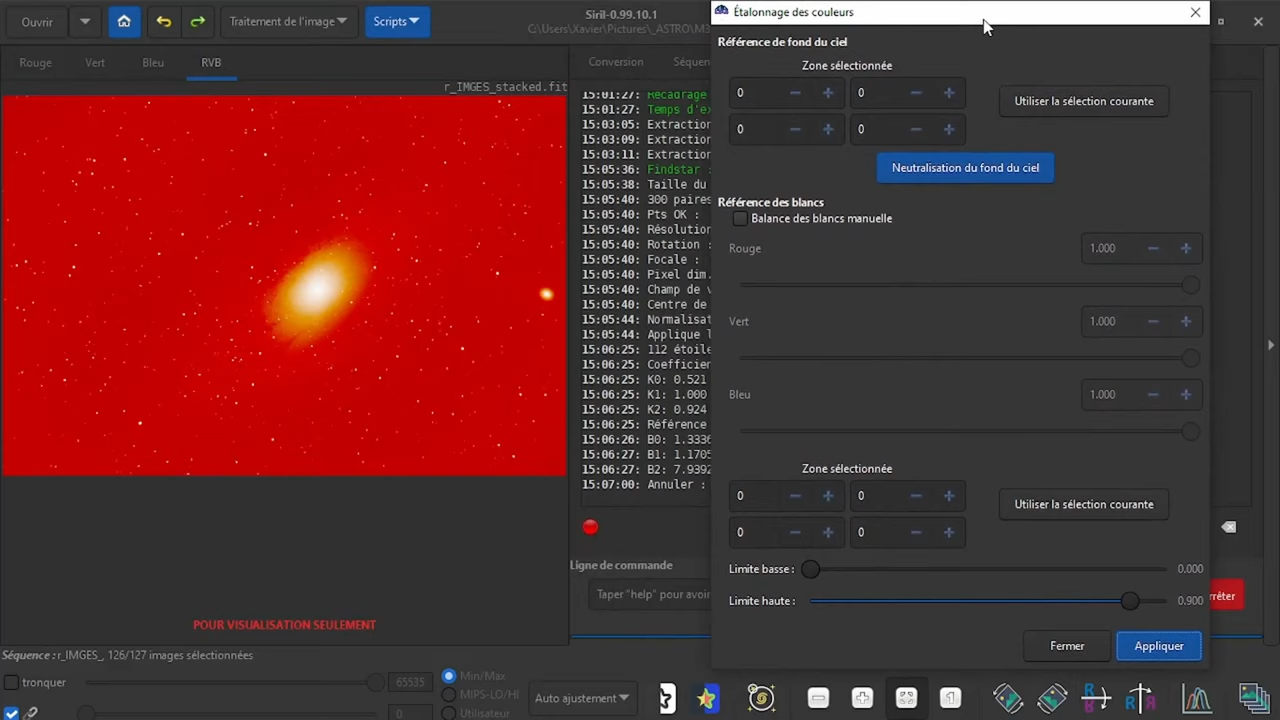 Ouvrir
Traitement de l'image
Scripts
Siril-0.99.10.1
C:\Users\Xavier\Pictures\_ASTRO\M3
Rouge
Vert
Bleu
RVB
r_IMGES_stacked.fit
POUR VISUALISATION SEULEMENT
Séquence : r_IMGES_, 126/127 images sélectionnées
tronquer
65535
0
Min/Max
MIPS-LO/HI
Utilisateur
Auto ajustement
Conversion
Séquen
15:01:27: Recadrage
15:01:27: Temps d'ex
15:03:05: Extraction
15:03:09: Extraction
15:03:11: Extraction
15:05:36: Findstar :
15:05:38: Taille du
15:05:40: 300 paires
15:05:40: Pts OK :
15:05:40: Résolution
15:05:40: Rotation :
15:05:40: Focale :
15:05:40: Pixel dim.
15:05:40: Champ de v
15:05:40: Centre de
15:05:44: Normalisat
15:05:44: Applique l
15:06:25: 112 étoile
15:06:25: Coefficien
15:06:25: K0: 0.521
15:06:25: K1: 1.000
15:06:25: K2: 0.924
15:06:25: Référence
15:06:26: B0: 1.3336
15:06:27: B1: 1.1705
15:06:27: B2: 7.9392
15:07:00: Annuler :
Ligne de commande
Taper "help" pour avoir
rrêter
Étalonnage des couleurs
Référence de fond du ciel
Zone sélectionnée
0 0
0 0
Utiliser la sélection courante
Neutralisation du fond du ciel
Référence des blancs
Balance des blancs manuelle
Rouge 1.000
Vert 1.000
Bleu 1.000
Zone sélectionnée
0 0
0 0
Utiliser la sélection courante
Limite basse : 0.000
Limite haute : 0.900
Fermer
Appliquer